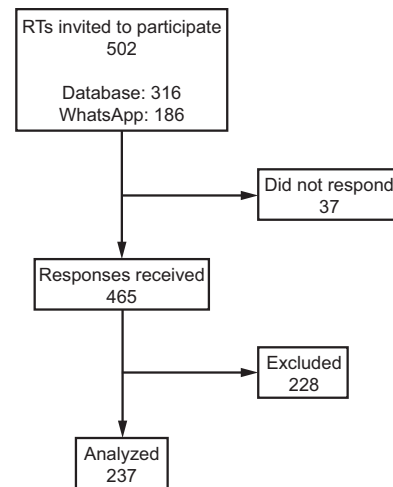 RTs invited to participate
502
Database: 316
WhatsApp: 186
Did not respond
37
Responses received
465
Excluded
228
Analyzed
237